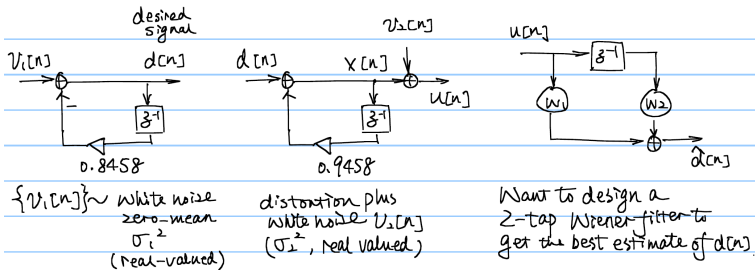 desired
signal
v₁[n]
d[n]
−
z⁻¹
0.8458
{v₁[n]}~ white noise
zero-mean
σ₁²
(real-valued)
d[n]
x[n]
v₂[n]
u[n]
z⁻¹
0.9458
distortion plus
white noise v₂[n]
(σ₂², real valued)
u[n]
z⁻¹
w₁
w₂
d̂[n]
Want to design a
2-tap Wiener filter to
get the best estimate of d[n]